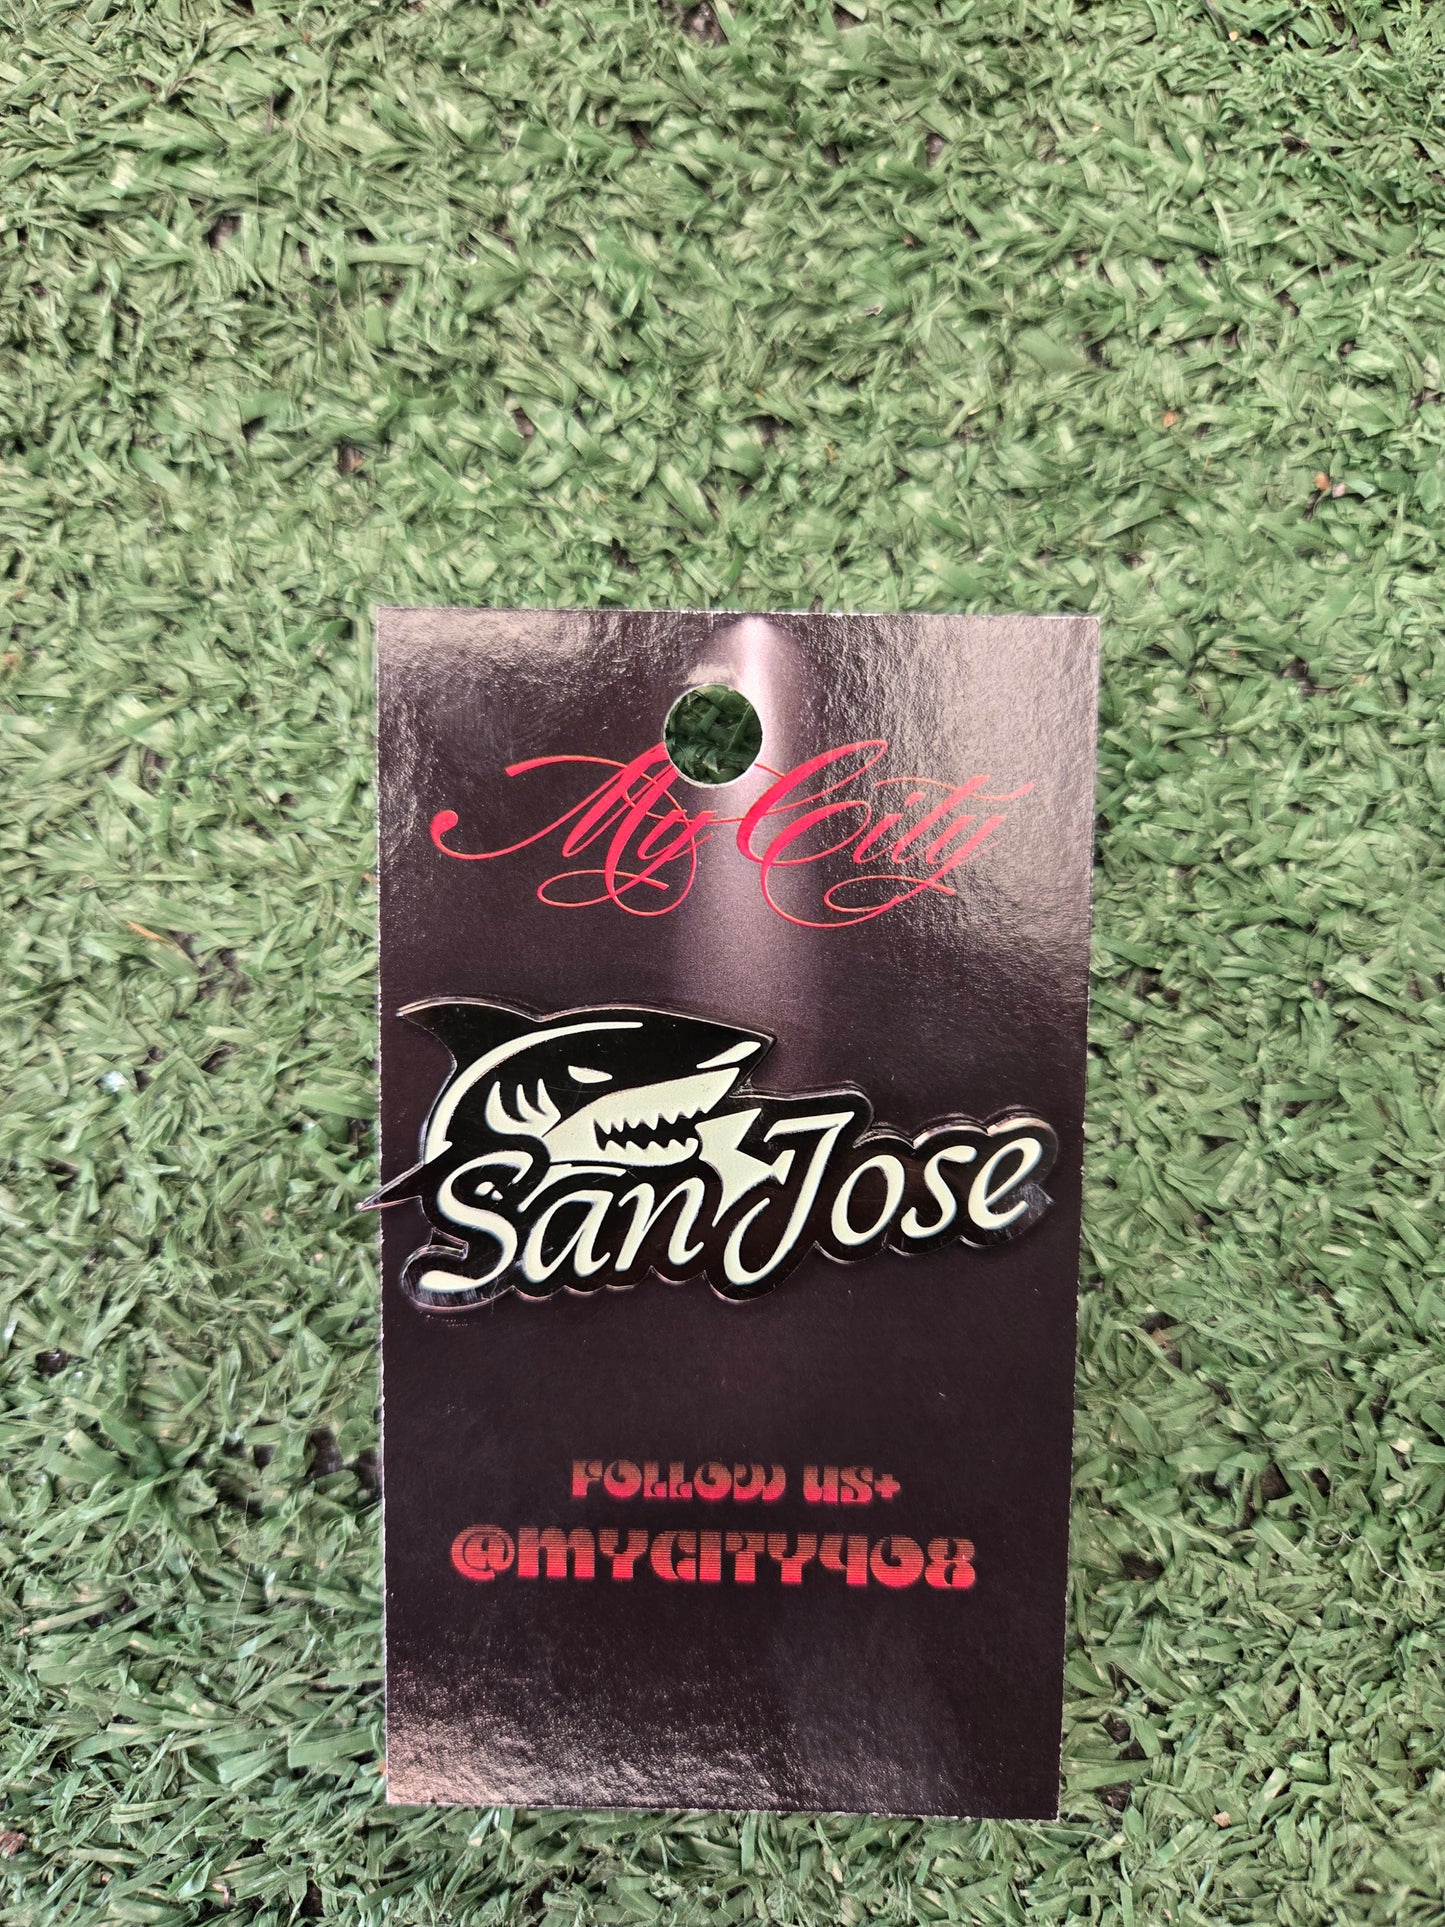 My City
San Jose
FOLLOW US+
@MYCITY408